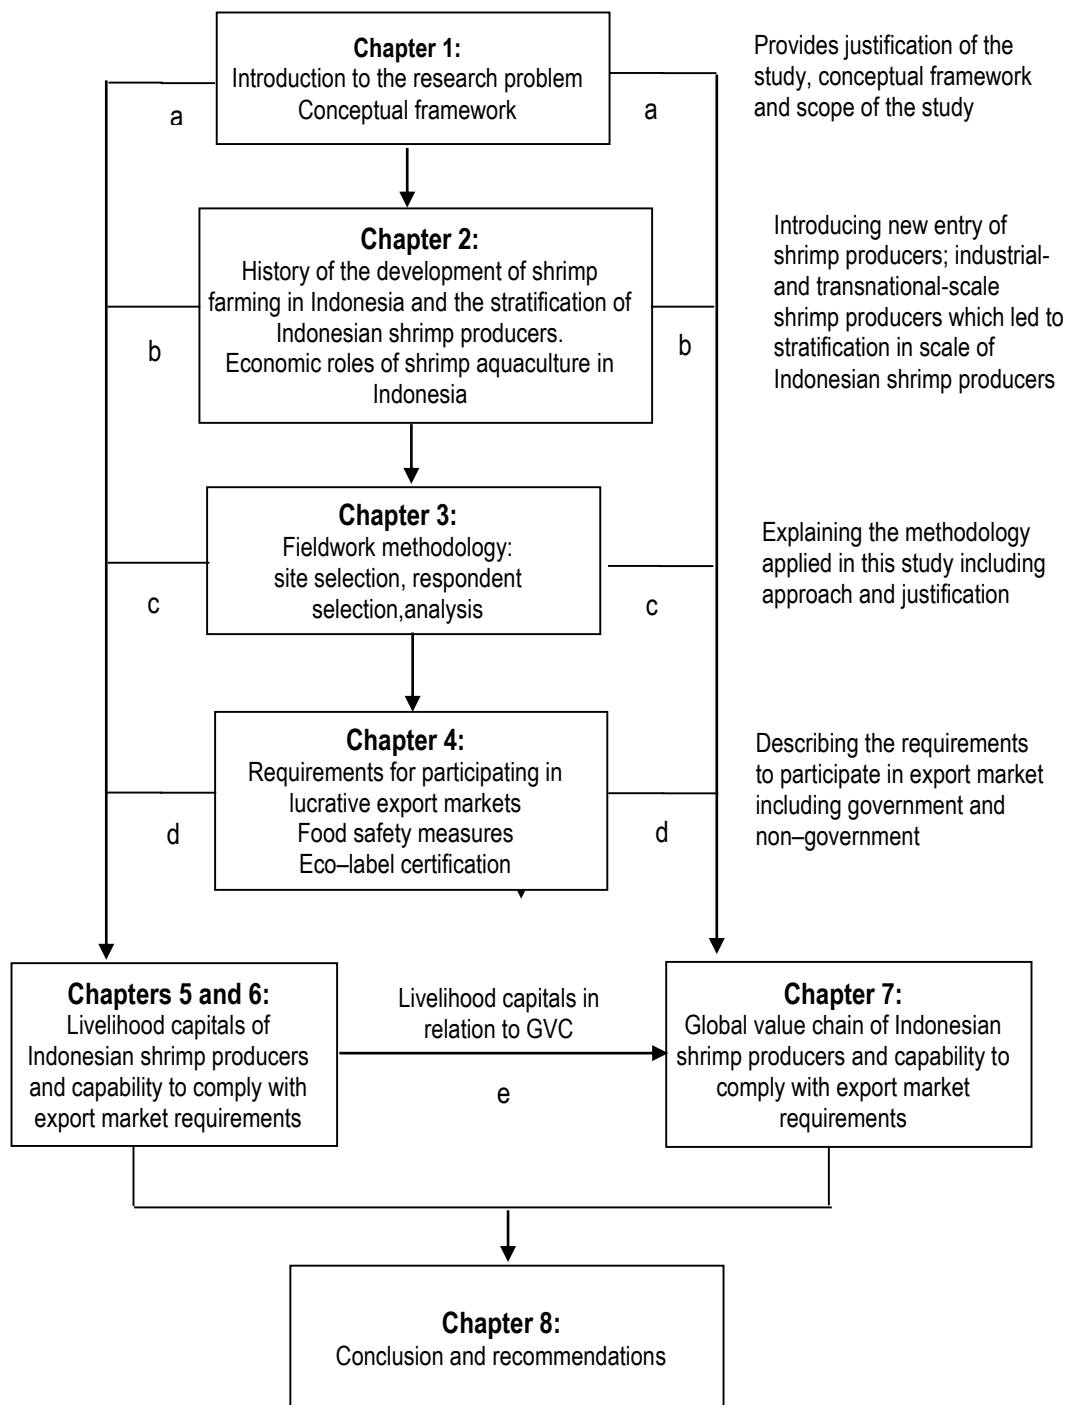 Chapter 1:
Introduction to the research problem
Conceptual framework
a
a
Provides justification of the
study, conceptual framework
and scope of the study
Chapter 2:
History of the development of shrimp
farming in Indonesia and the stratification of
Indonesian shrimp producers.
Economic roles of shrimp aquaculture in
Indonesia
b
b
Introducing new entry of
shrimp producers; industrial-
and transnational-scale
shrimp producers which led to
stratification in scale of
Indonesian shrimp producers
Chapter 3:
Fieldwork methodology:
site selection, respondent
selection,analysis
c
c
Explaining the methodology
applied in this study including
approach and justification
Chapter 4:
Requirements for participating in
lucrative export markets
Food safety measures
Eco–label certification
d
d
Describing the requirements
to participate in export market
including government and
non–government
Chapters 5 and 6:
Livelihood capitals of
Indonesian shrimp producers
and capability to comply with
export market requirements
Livelihood capitals in
relation to GVC
e
Chapter 7:
Global value chain of Indonesian
shrimp producers and capability to
comply with export market
requirements
Chapter 8:
Conclusion and recommendations